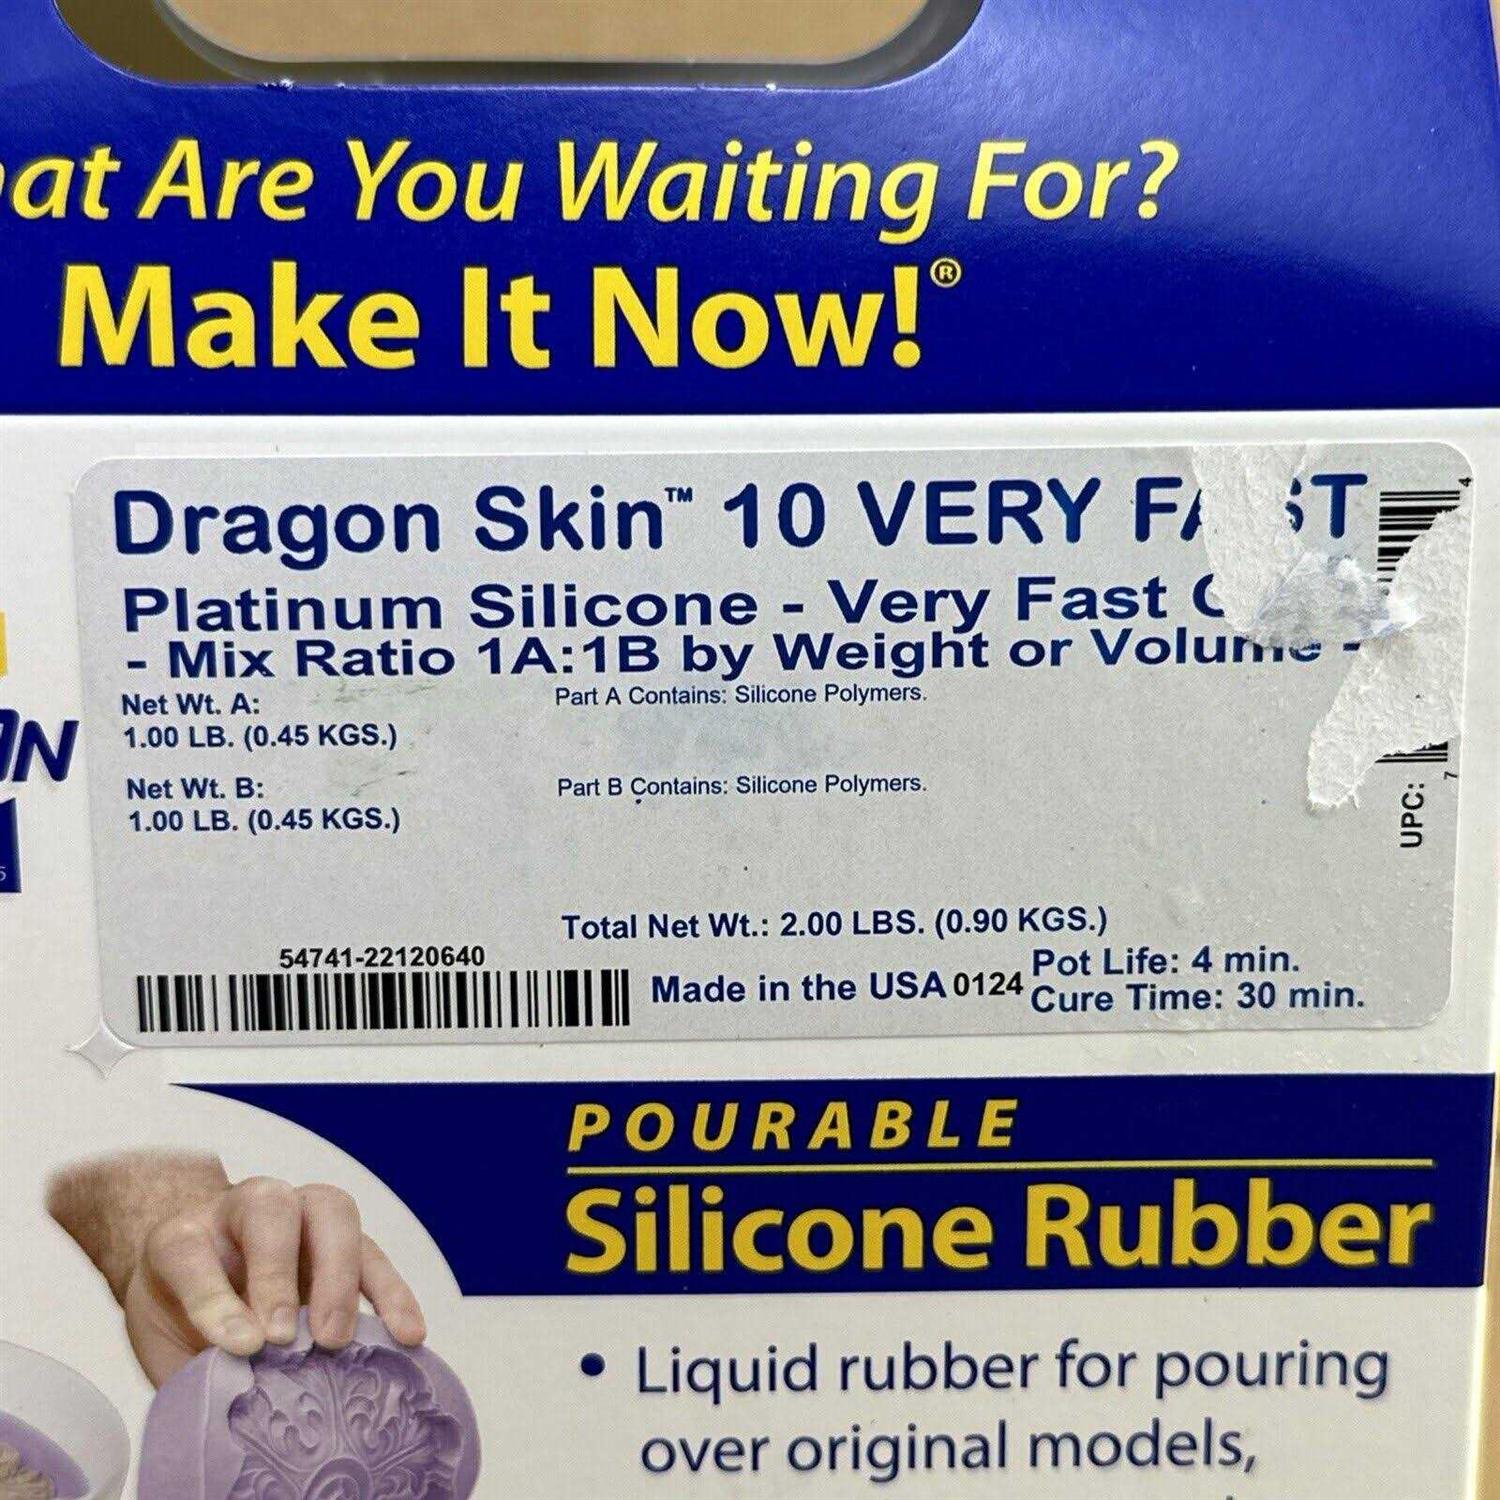 at Are You Waiting For?
Make It Now!®
Dragon Skin™ 10 VERY
Platinum Silicone - Very Fast
- Mix Ratio 1A:1B by Weight or Volume -
Net Wt. A:
1.00 LB. (0.45 KGS.)
Part A Contains: Silicone Polymers.
Net Wt. B:
1.00 LB. (0.45 KGS.)
Part B Contains: Silicone Polymers.
UPC:
4
7
Total Net Wt.: 2.00 LBS. (0.90 KGS.)
54741-22120640
Made in the USA 0124
Pot Life: 4 min.
Cure Time: 30 min.
POURABLE
Silicone Rubber
• Liquid rubber for pouring
over original models,